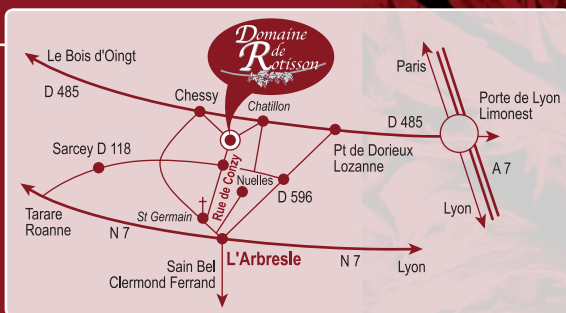 Domaine
de
Rotisson
Le Bois d'Oingt
D 485
Chessy
Chatillon
Paris
Porte de Lyon
Limonest
D 485
Sarcey D 118
Pt de Dorieux
Lozanne
A 7
Rue de Conzy
Nuelles
D 596
Tarare
Roanne
St Germain
Lyon
N 7
L'Arbresle
N 7
Lyon
Sain Bel
Clermond Ferrand